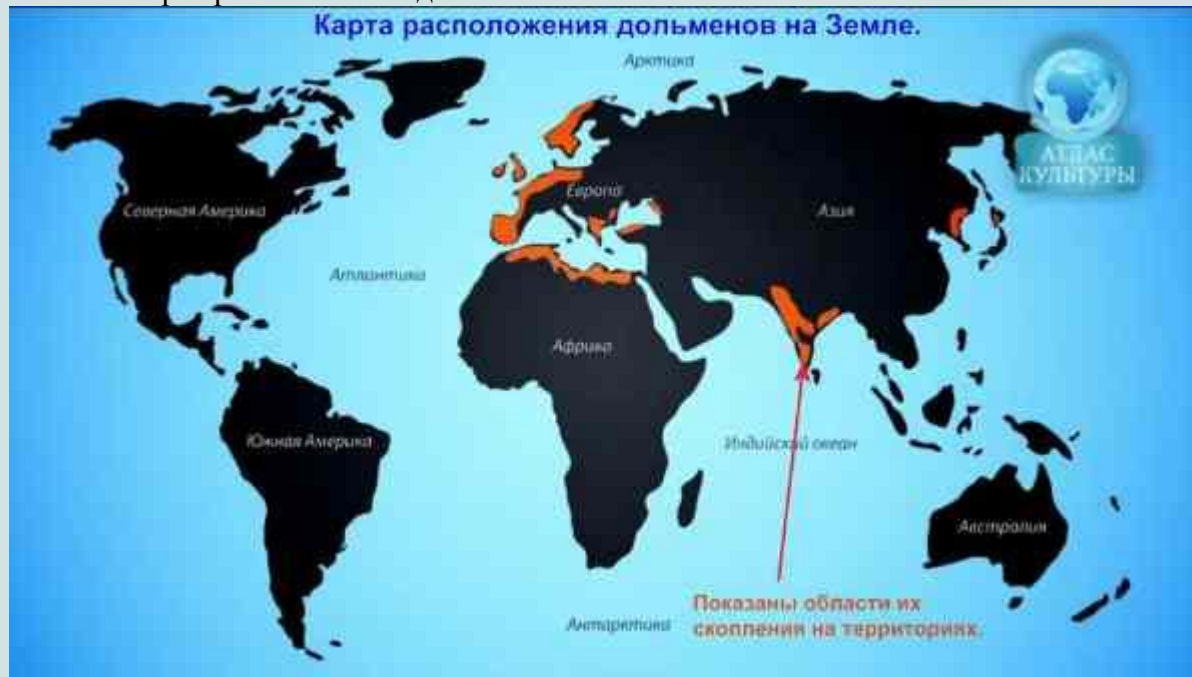 Карта расположения дольменов на Земле.
Арктика
АТЛАС
КУЛЬТУРЫ
Северная Америка
Европа
Азия
Атлантика
Африка
Южная Америка
Индийский океан
Австралия
Показаны области их
скопления на территориях.
Антарктика